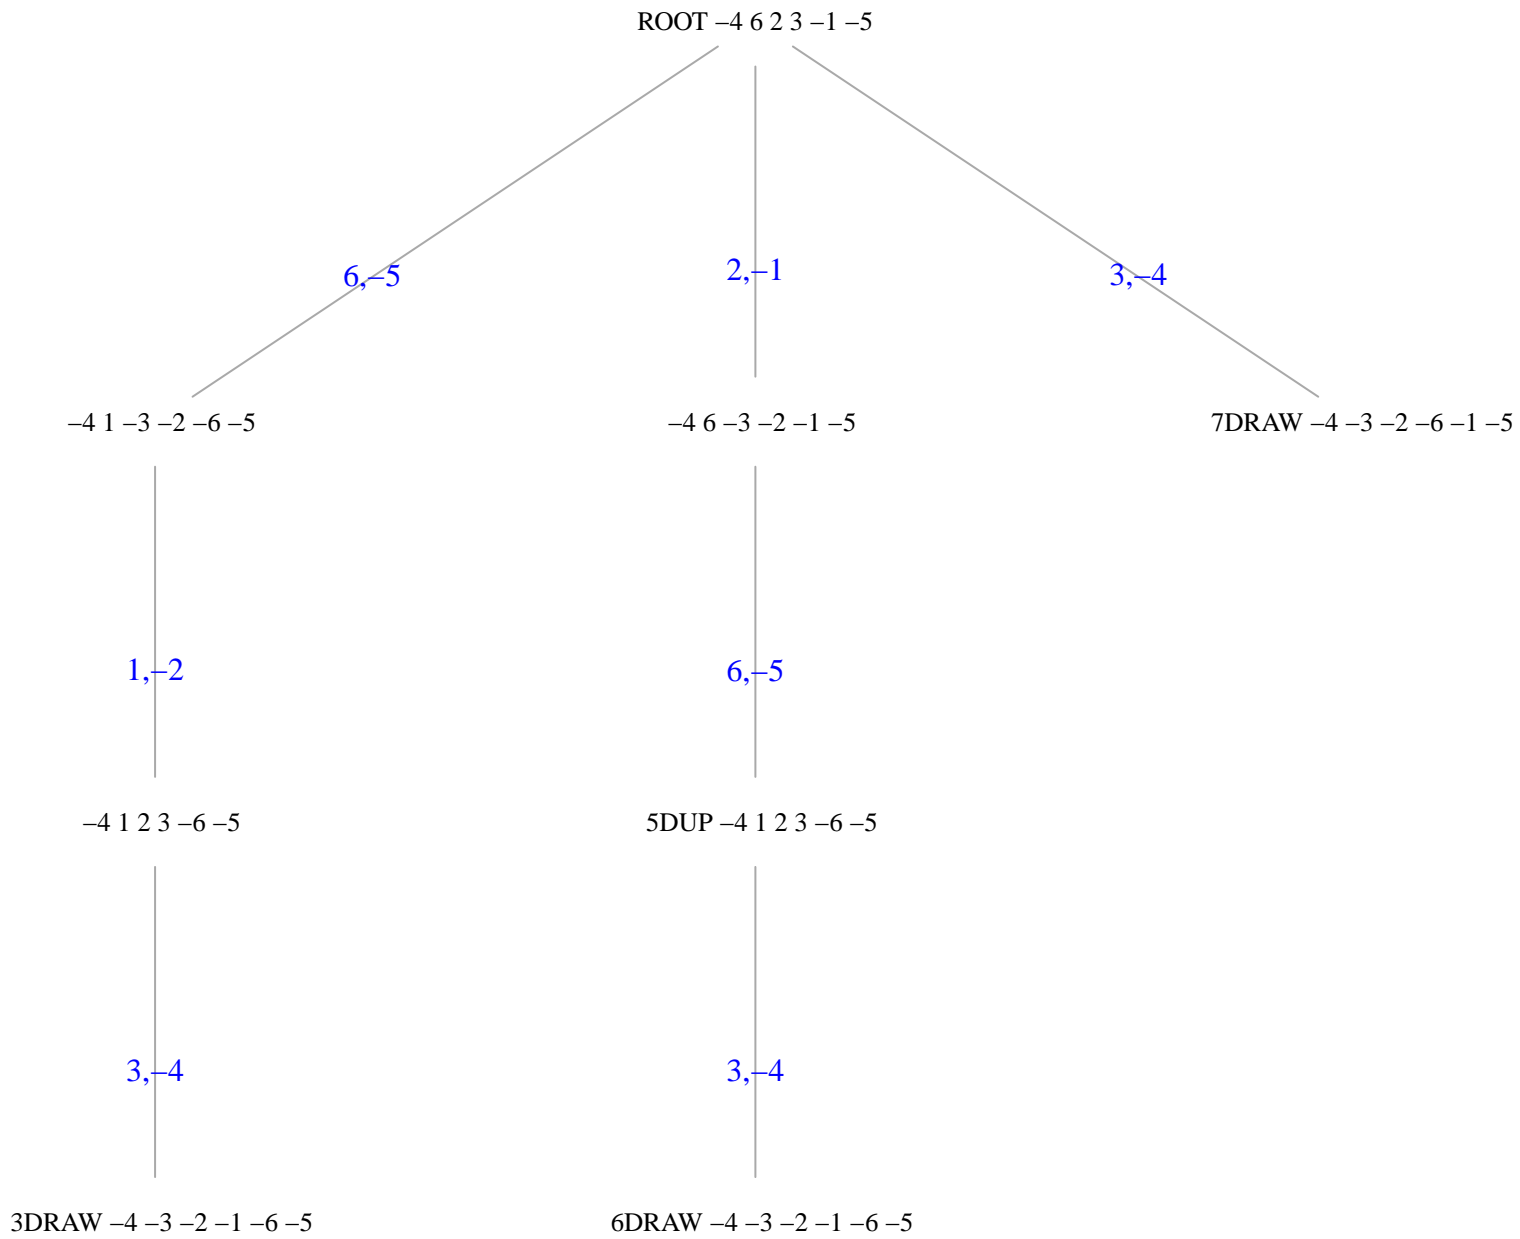 ROOT –4 6 2 3 –1 –5
6,–5
2,–1
3,–4
–4 1 –3 –2 –6 –5
–4 6 –3 –2 –1 –5
7DRAW –4 –3 –2 –6 –1 –5
1,–2
6,–5
–4 1 2 3 –6 –5
5DUP –4 1 2 3 –6 –5
3,–4
3,–4
3DRAW –4 –3 –2 –1 –6 –5
6DRAW –4 –3 –2 –1 –6 –5